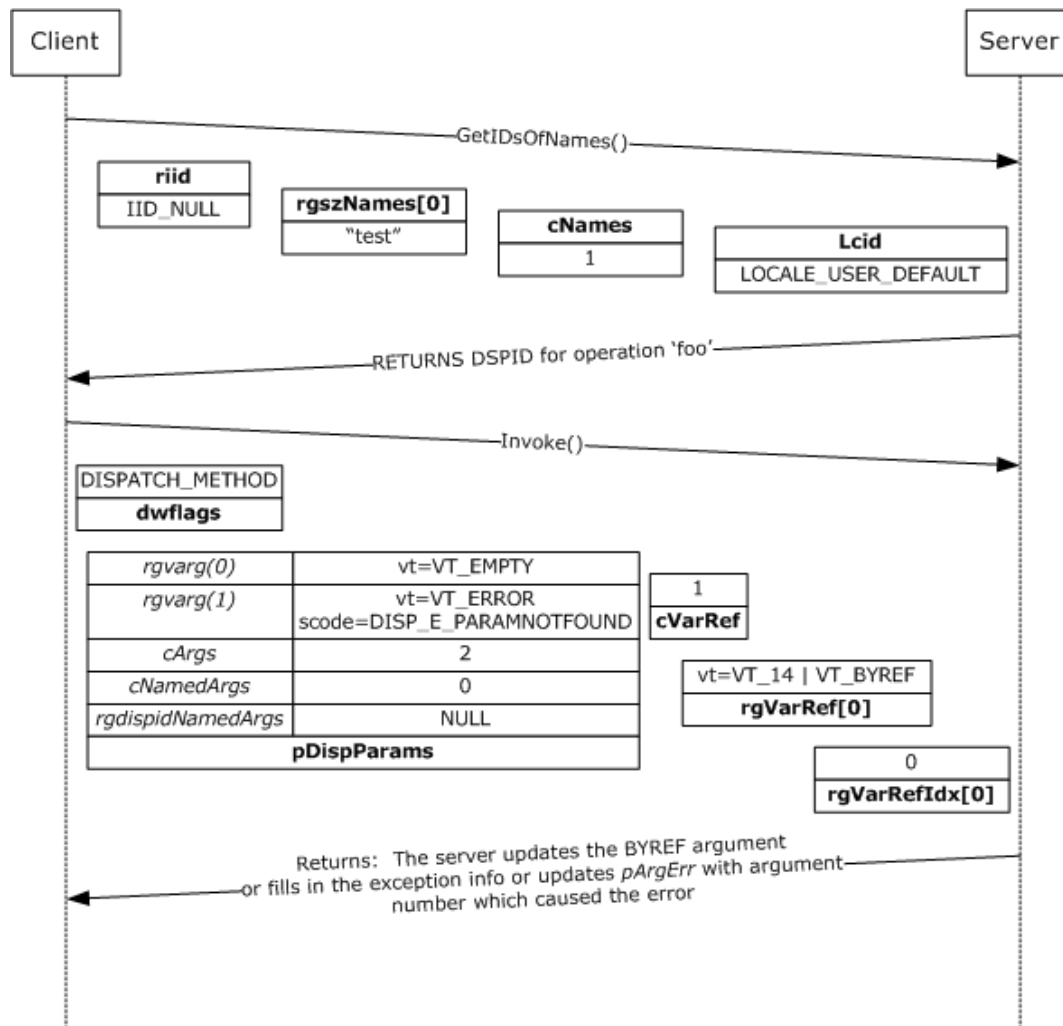 Client
Server
GetIDsOfNames()
riid
IID_NULL
rgszNames[0]
“test”
cNames
1
Lcid
LOCALE_USER_DEFAULT
RETURNS DSPID for operation ‘foo’
Invoke()
DISPATCH_METHOD
dwflags
rgvarg(0) vt=VT_EMPTY
rgvarg(1) vt=VT_ERROR
scode=DISP_E_PARAMNOTFOUND
cArgs 2
cNamedArgs 0
rgdispidNamedArgs NULL
pDispParams
1
cVarRef
vt=VT_14 | VT_BYREF
rgVarRef[0]
0
rgVarRefIdx[0]
Returns: The server updates the BYREF argument
or fills in the exception info or updates pArgErr with argument
number which caused the error